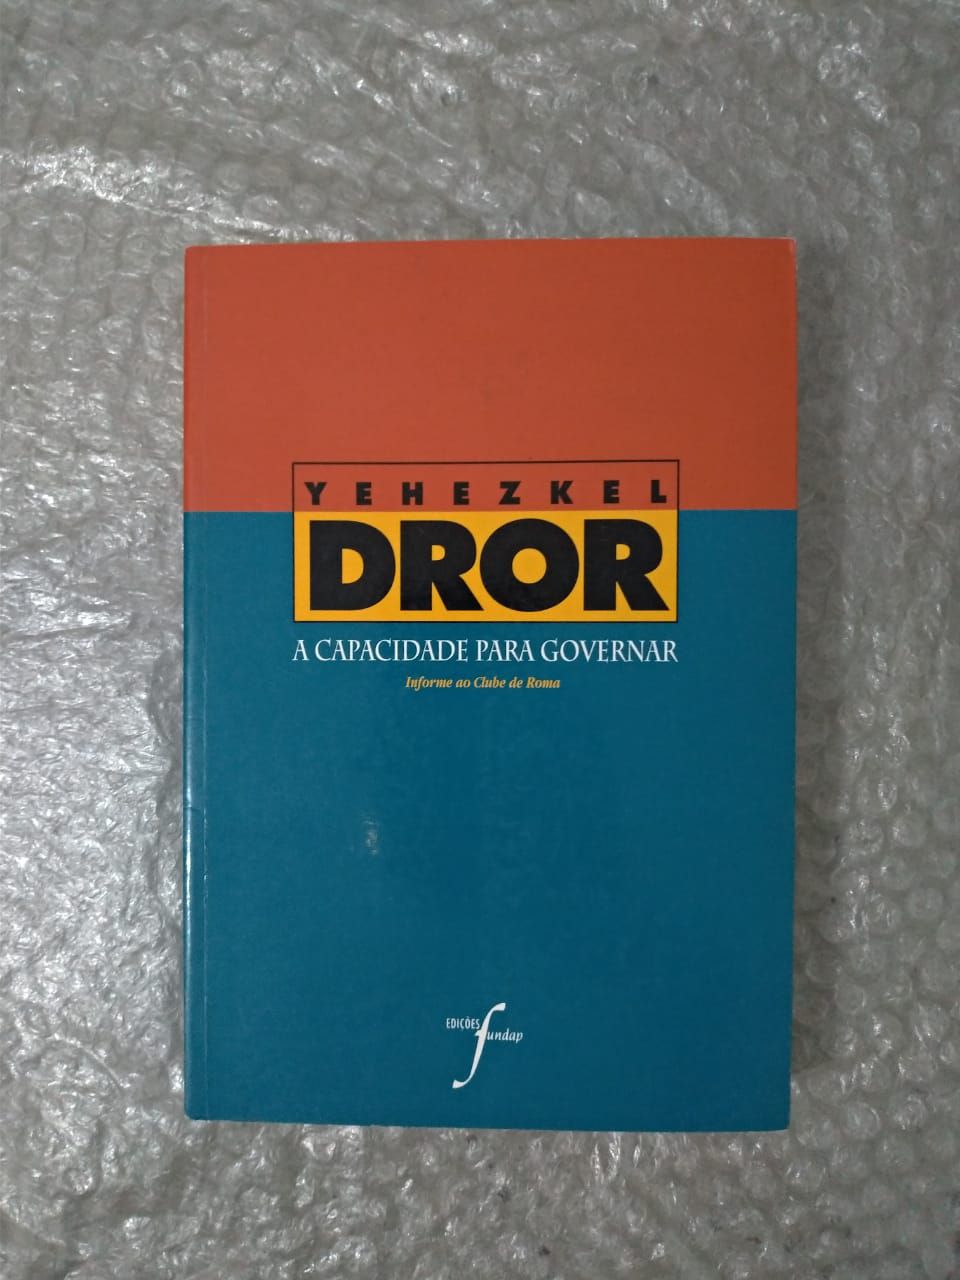 YEHEZKEL
DROR
A CAPACIDADE PARA GOVERNAR
Informe ao Clube de Roma
EDIÇÕES
fundap